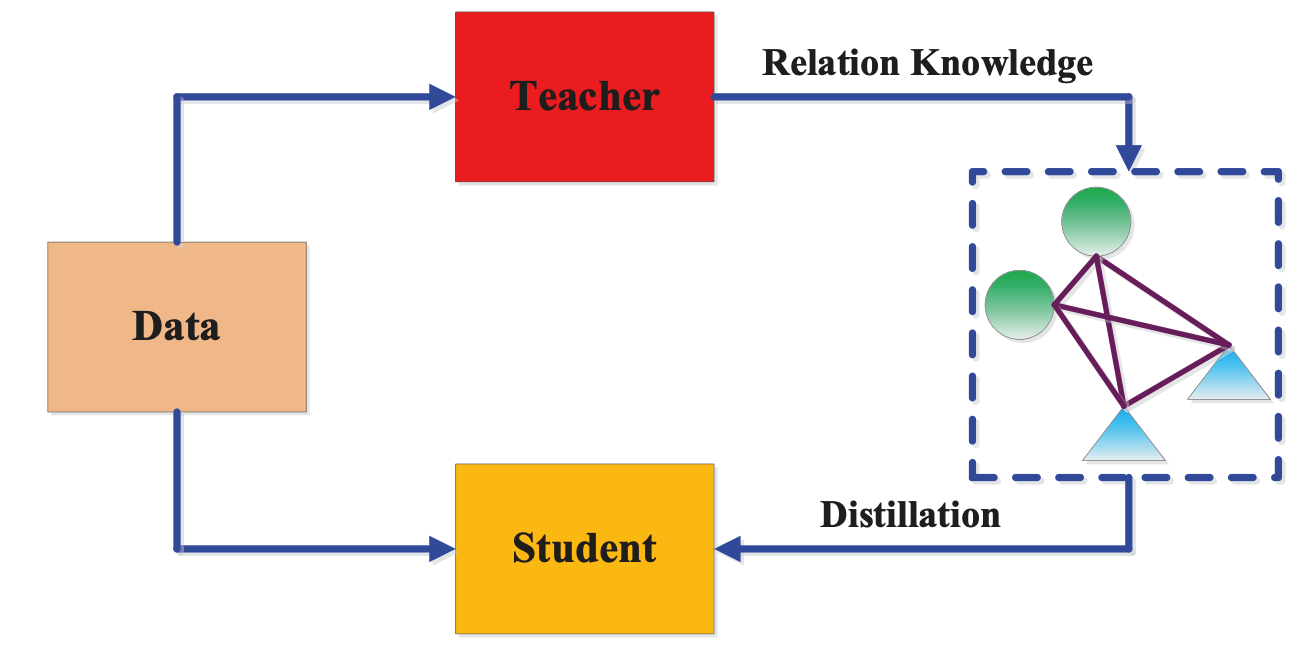 Teacher
Relation Knowledge
Data
Distillation
Student